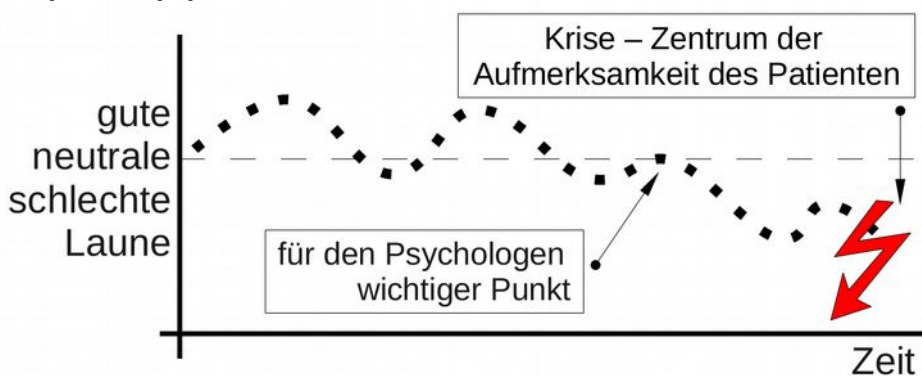 Krise – Zentrum der
Aufmerksamkeit des Patienten
gute
neutrale
schlechte
Laune
für den Psychologen
wichtiger Punkt
Zeit